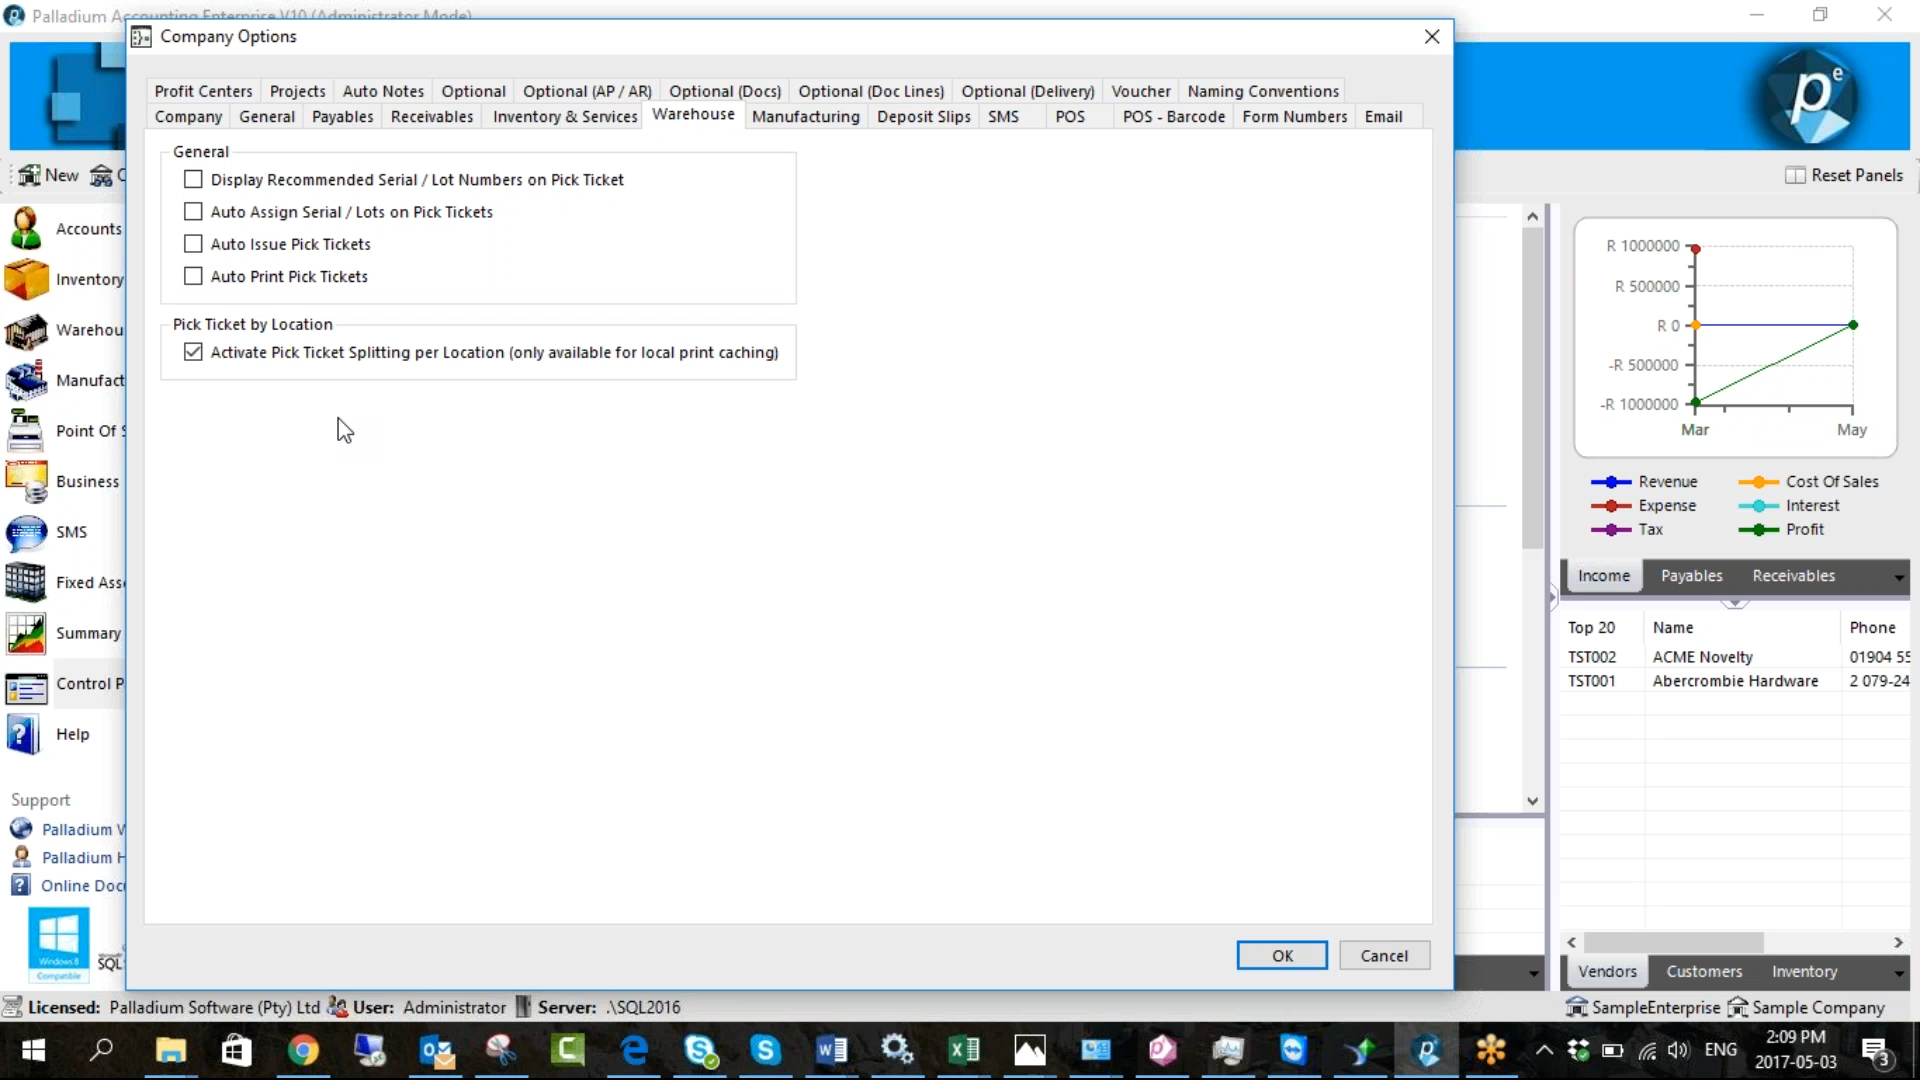 Palladium Accounting Enterprise V10 (Administrator Mode)
Company Options
Profit Centers Projects Auto Notes Optional Optional (AP / AR) Optional (Docs) Optional (Doc Lines) Optional (Delivery) Voucher Naming Conventions
Company General Payables Receivables Inventory & Services Warehouse Manufacturing Deposit Slips SMS POS POS - Barcode Form Numbers Email
General
Display Recommended Serial / Lot Numbers on Pick Ticket
Auto Assign Serial / Lots on Pick Tickets
Auto Issue Pick Tickets
Auto Print Pick Tickets
Pick Ticket by Location
Activate Pick Ticket Splitting per Location (only available for local print caching)
OK Cancel
New
Reset Panels
Accounts
Inventory
Warehou
Manufact
Point Of S
Business
SMS
Fixed Asse
Summary
Control P
Help
Support
Palladium W
Palladium H
Online Docu
Windows 8
Compatible
SQL
R 1000000
R 500000
R 0
-R 500000
-R 1000000
Mar May
Revenue Cost Of Sales
Expense Interest
Tax Profit
Income Payables Receivables
Top 20 Name Phone
TST002 ACME Novelty 01904 55
TST001 Abercrombie Hardware 2 079-24
Vendors Customers Inventory
Licensed: Palladium Software (Pty) Ltd User: Administrator Server: .\SQL2016 SampleEnterprise Sample Company
ENG
2:09 PM
2017-05-03
3